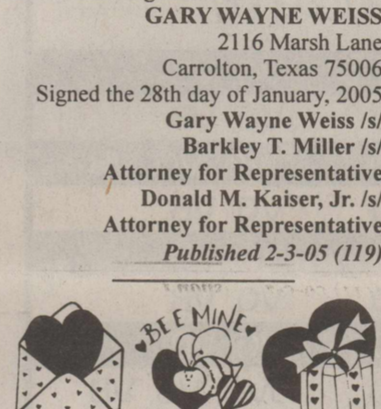 GARY WAYNE WEISS
2116 Marsh Lane
Carrolton, Texas 75006
Signed the 28th day of January, 2005
Gary Wayne Weiss /s/
Barkley T. Miller /s/
Attorney for Representative
Donald M. Kaiser, Jr. /s/
Attorney for Representative
Published 2-3-05 (119)
BEE MINE